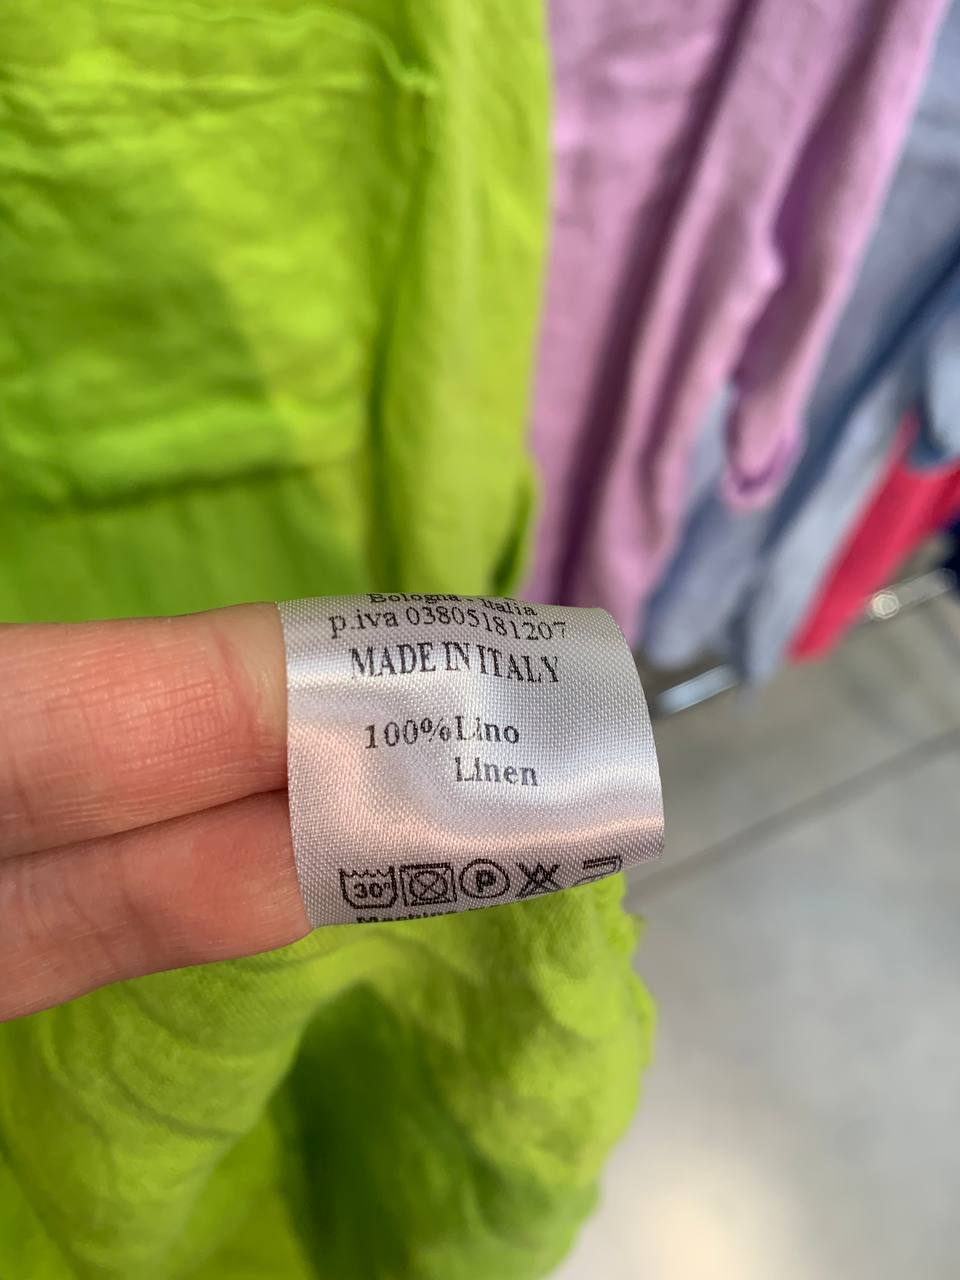 Bologna - Italia
p.iva 03805181207
MADE IN ITALY
100% Lino
Linen
30° P